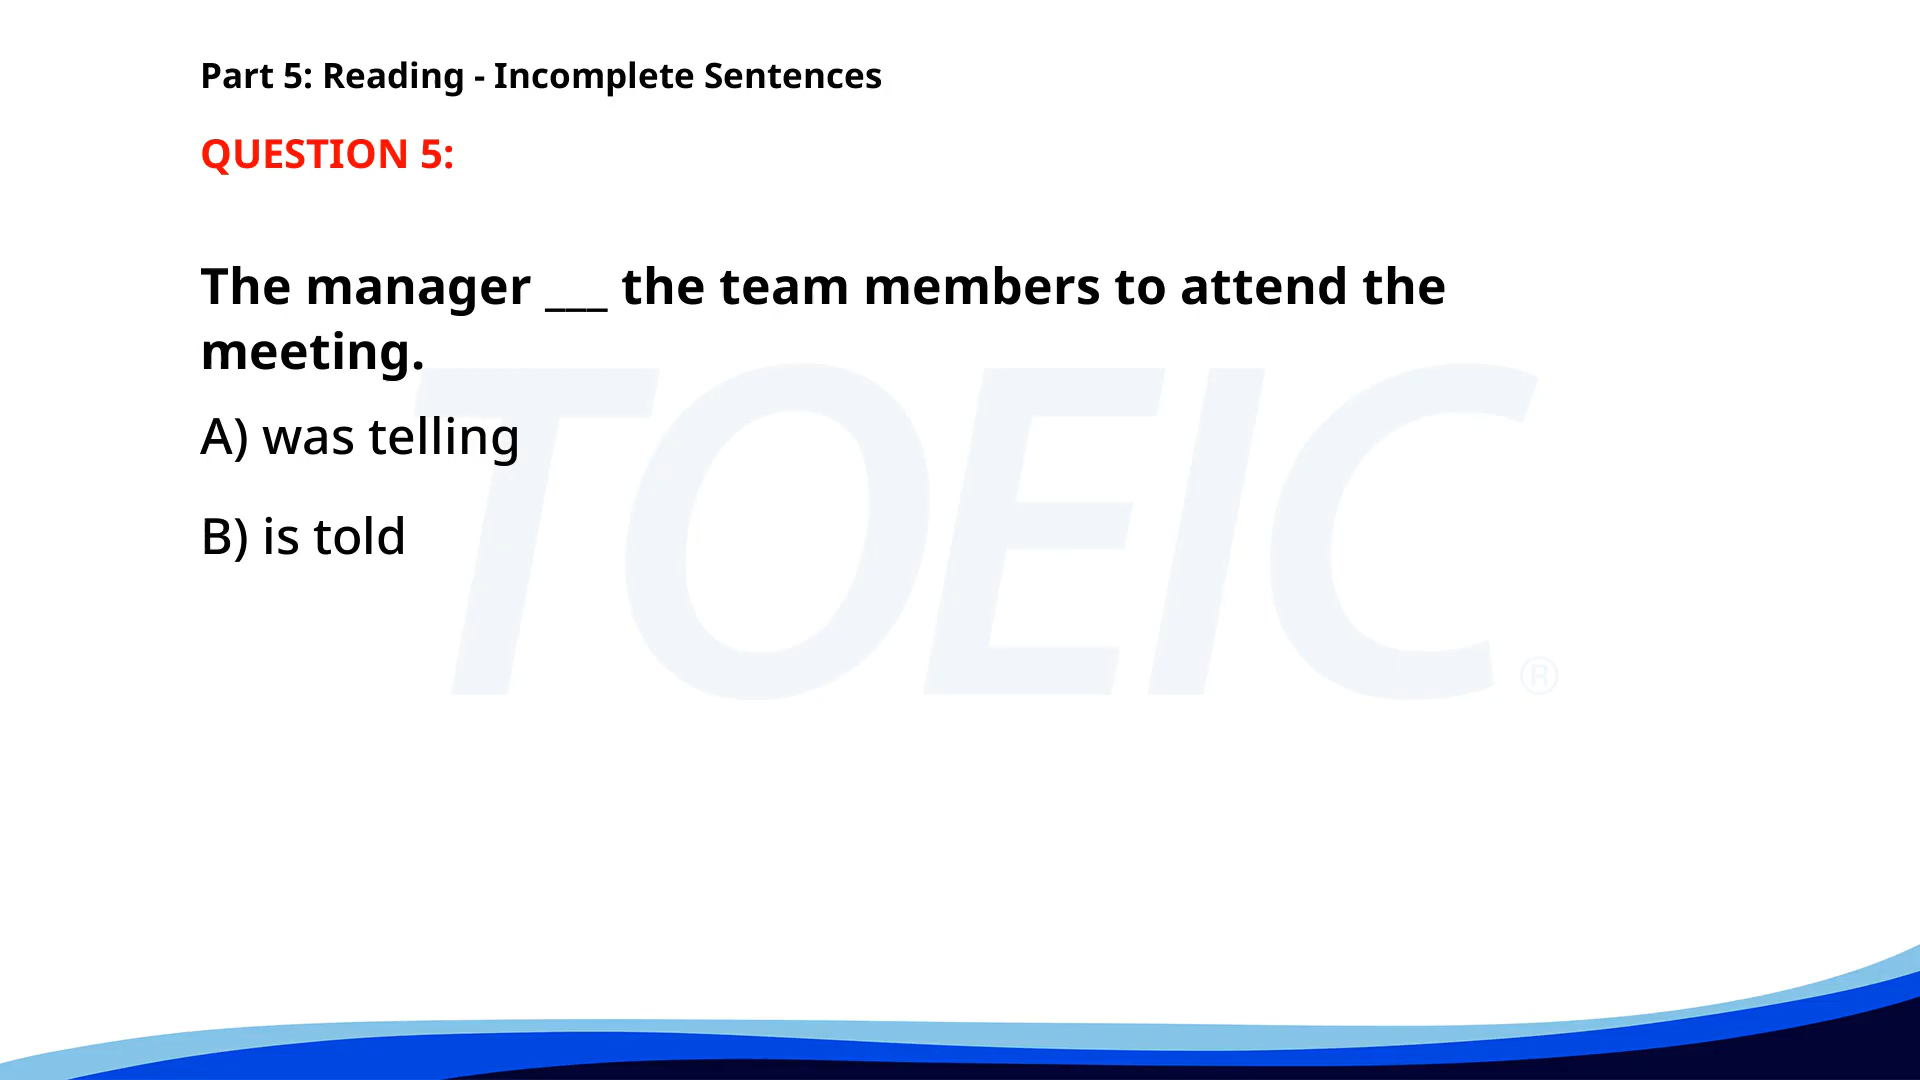 Part 5: Reading - Incomplete Sentences
QUESTION 5:
The manager ___ the team members to attend the
meeting.
A) was telling
B) is told
TOEIC®